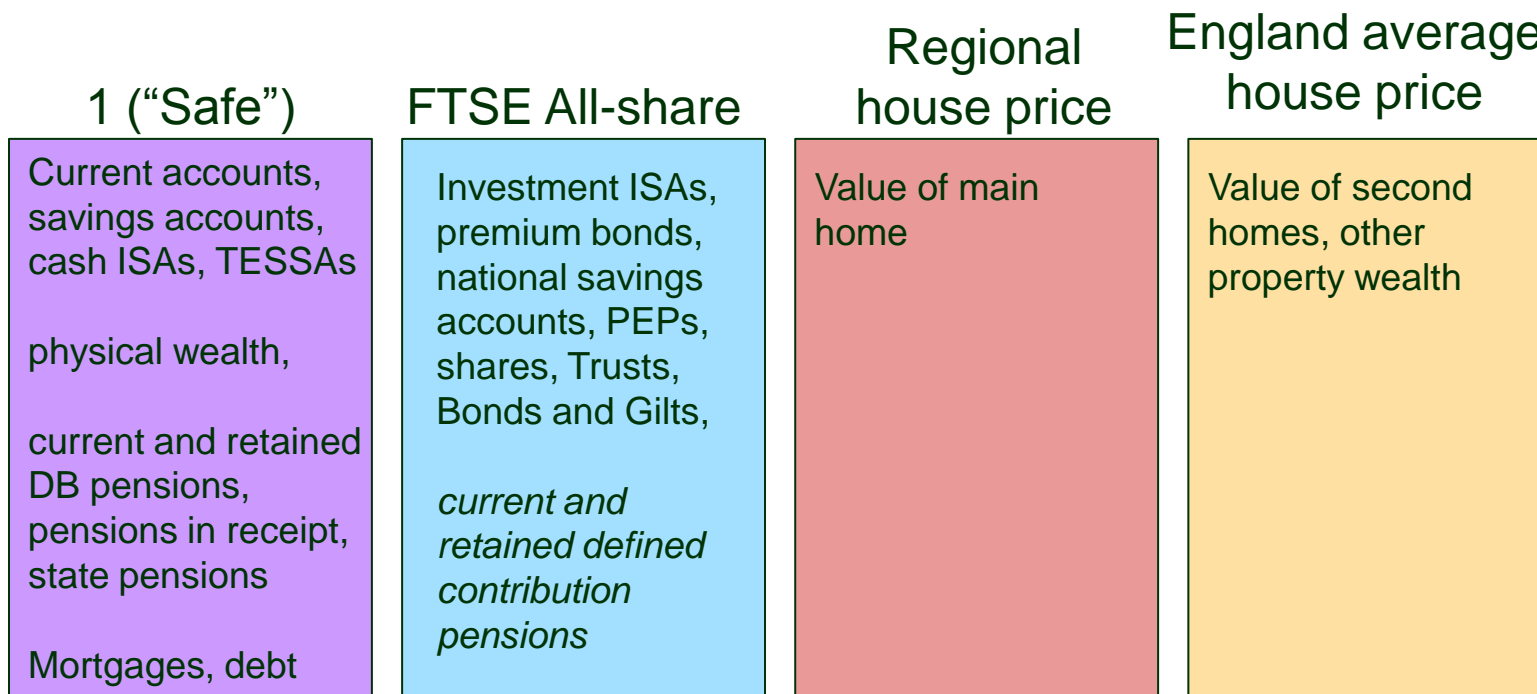 1 (“Safe”)
Current accounts,
savings accounts,
cash ISAs, TESSAs
physical wealth,
current and retained
DB pensions,
pensions in receipt,
state pensions
Mortgages, debt
FTSE All-share
Investment ISAs,
premium bonds,
national savings
accounts, PEPs,
shares, Trusts,
Bonds and Gilts,
current and
retained defined
contribution
pensions
Regional
house price
Value of main
home
England average
house price
Value of second
homes, other
property wealth